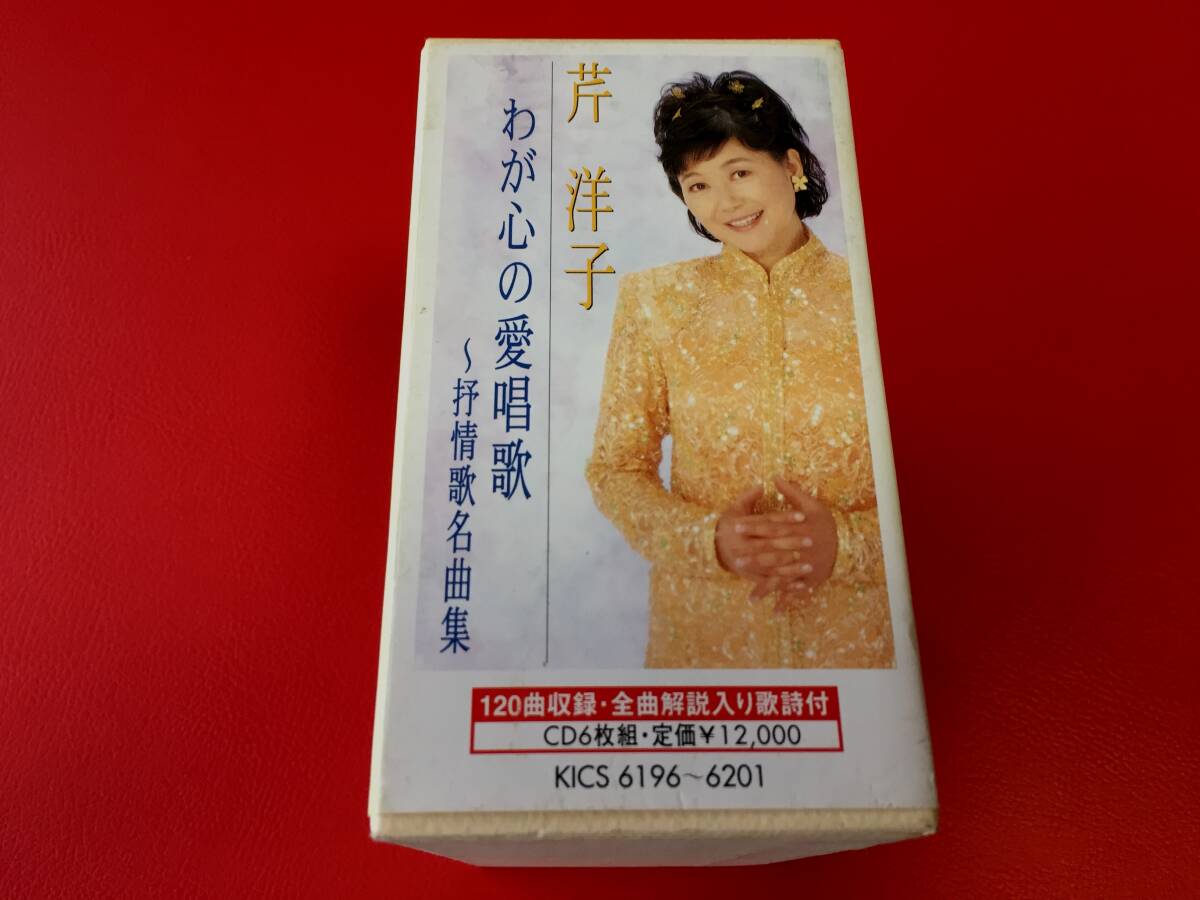 芹 洋子
わが心の愛唱歌
～抒情歌名曲集
120曲収録・全曲解説入り歌詩付
CD6枚組・定価¥12,000
KICS 6196～6201